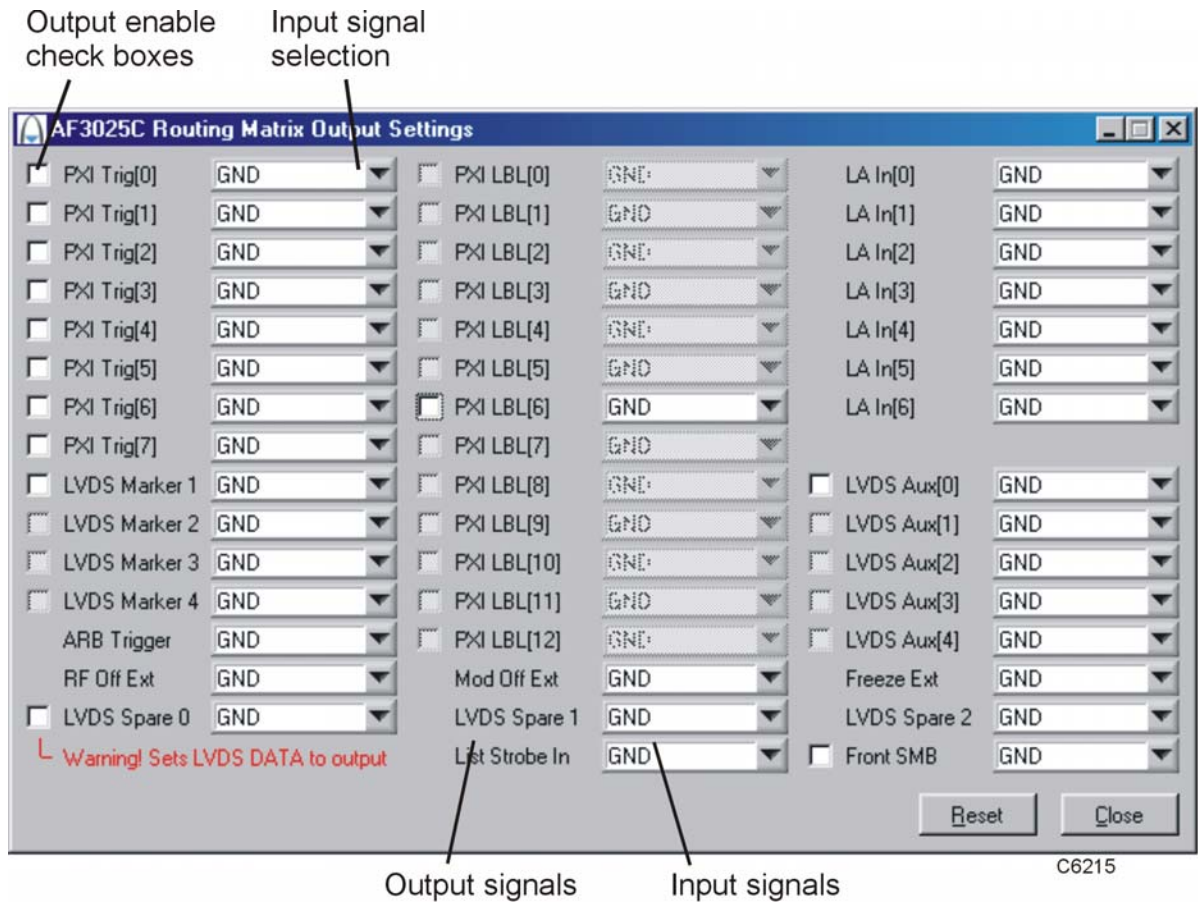 Output enable check boxes
Input signal selection
AF3025C Routing Matrix Output Settings
PXI Trig[0] GND PXI LBL[0] GND LA In[0] GND
PXI Trig[1] GND PXI LBL[1] GND LA In[1] GND
PXI Trig[2] GND PXI LBL[2] GND LA In[2] GND
PXI Trig[3] GND PXI LBL[3] GND LA In[3] GND
PXI Trig[4] GND PXI LBL[4] GND LA In[4] GND
PXI Trig[5] GND PXI LBL[5] GND LA In[5] GND
PXI Trig[6] GND PXI LBL[6] GND LA In[6] GND
PXI Trig[7] GND PXI LBL[7] GND
LVDS Marker 1 GND PXI LBL[8] GND LVDS Aux[0] GND
LVDS Marker 2 GND PXI LBL[9] GND LVDS Aux[1] GND
LVDS Marker 3 GND PXI LBL[10] GND LVDS Aux[2] GND
LVDS Marker 4 GND PXI LBL[11] GND LVDS Aux[3] GND
ARB Trigger GND PXI LBL[12] GND LVDS Aux[4] GND
RF Off Ext GND Mod Off Ext GND Freeze Ext GND
LVDS Spare 0 GND LVDS Spare 1 GND LVDS Spare 2 GND
Warning! Sets LVDS DATA to output List Strobe In GND Front SMB GND
Reset Close
C6215
Output signals Input signals